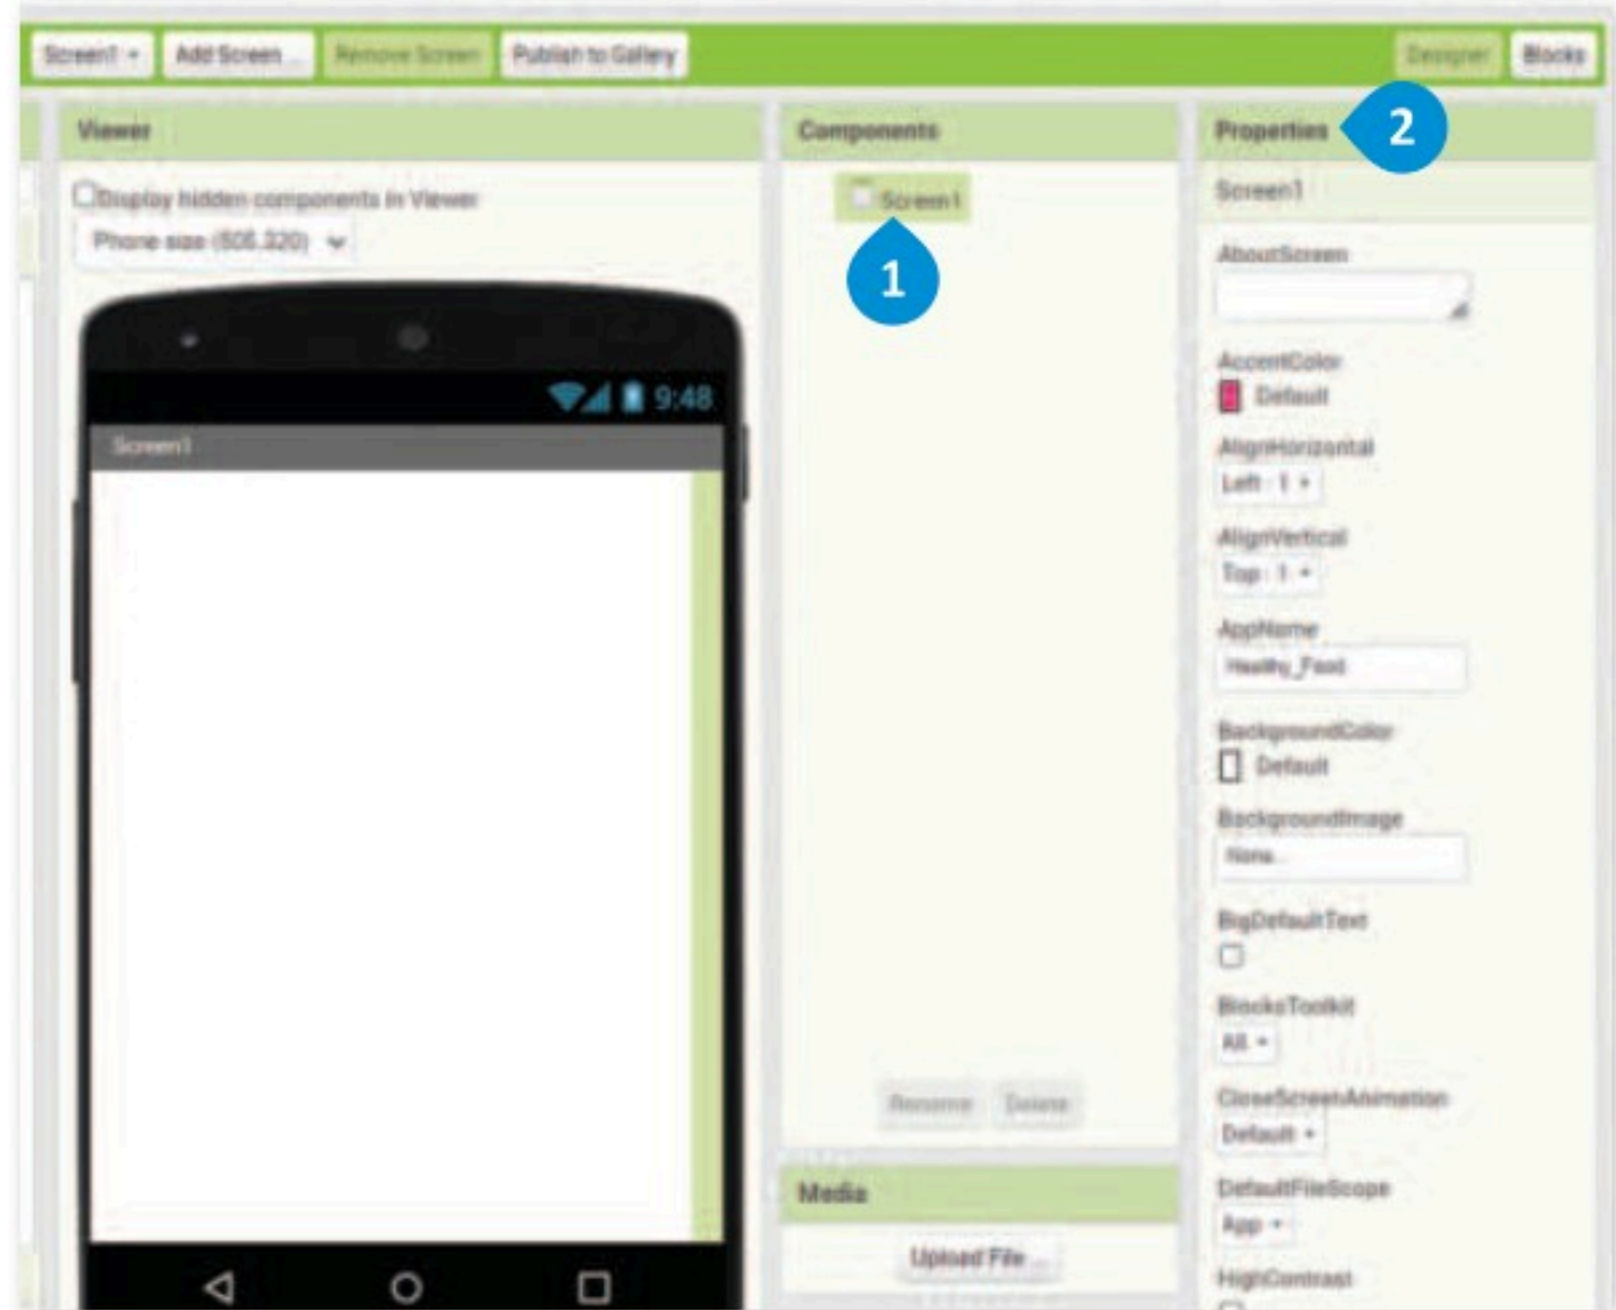 Screen1 Add Screen ... Remove Screen Publish to Gallery Designer Blocks
Viewer
Display hidden components in Viewer
Phone size (505,320)
9:48
Screen1
Components
Screen1
1
Rename Delete
Media
Upload File ...
Properties 2
Screen1
AboutScreen
AccentColor
Default
AlignHorizontal
Left : 1
AlignVertical
Top : 1
AppName
Healthy_Food
BackgroundColor
Default
BackgroundImage
None...
BigDefaultText
BlocksToolkit
All
CloseScreenAnimation
Default
DefaultFileScope
App
HighContrast